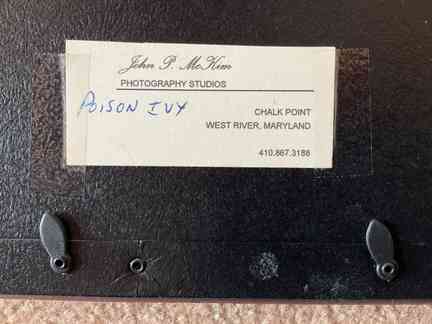 John P. McKim
PHOTOGRAPHY STUDIOS
POISON IVY
CHALK POINT
WEST RIVER, MARYLAND
410.867.3188